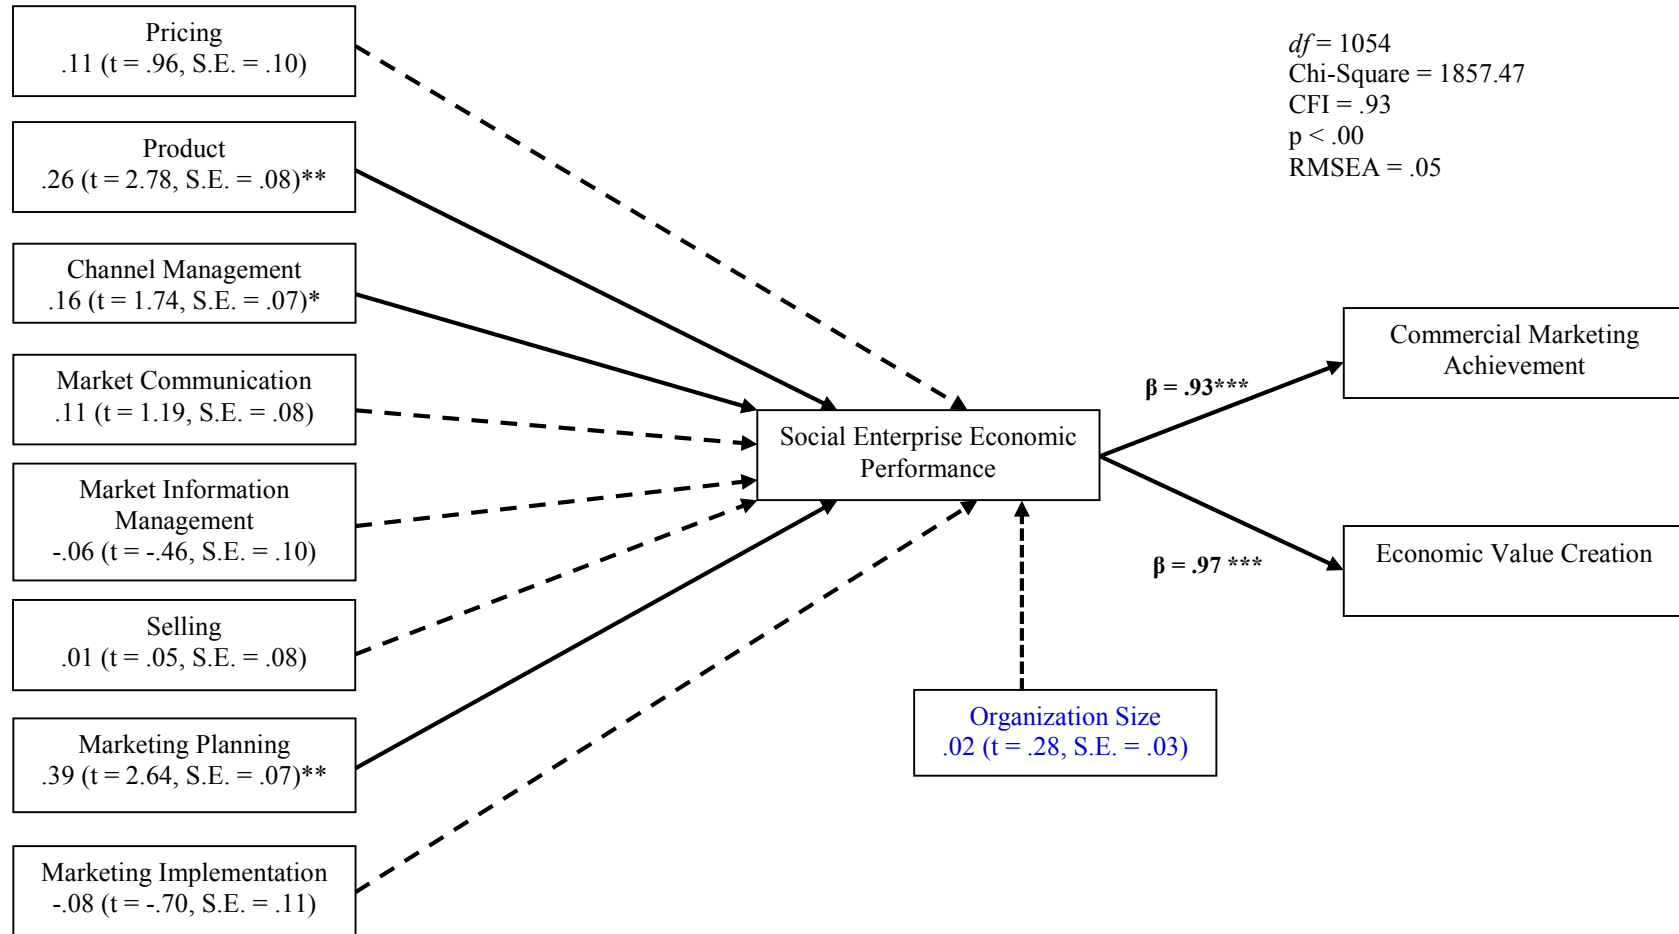 Pricing
.11 (t = .96, S.E. = .10)
Product
.26 (t = 2.78, S.E. = .08)**
Channel Management
.16 (t = 1.74, S.E. = .07)*
Market Communication
.11 (t = 1.19, S.E. = .08)
Market Information
Management
-.06 (t = -.46, S.E. = .10)
Selling
.01 (t = .05, S.E. = .08)
Marketing Planning
.39 (t = 2.64, S.E. = .07)**
Marketing Implementation
-.08 (t = -.70, S.E. = .11)
Social Enterprise Economic
Performance
Organization Size
.02 (t = .28, S.E. = .03)
df = 1054
Chi-Square = 1857.47
CFI = .93
p < .00
RMSEA = .05
β = .93***
β = .97 ***
Commercial Marketing
Achievement
Economic Value Creation